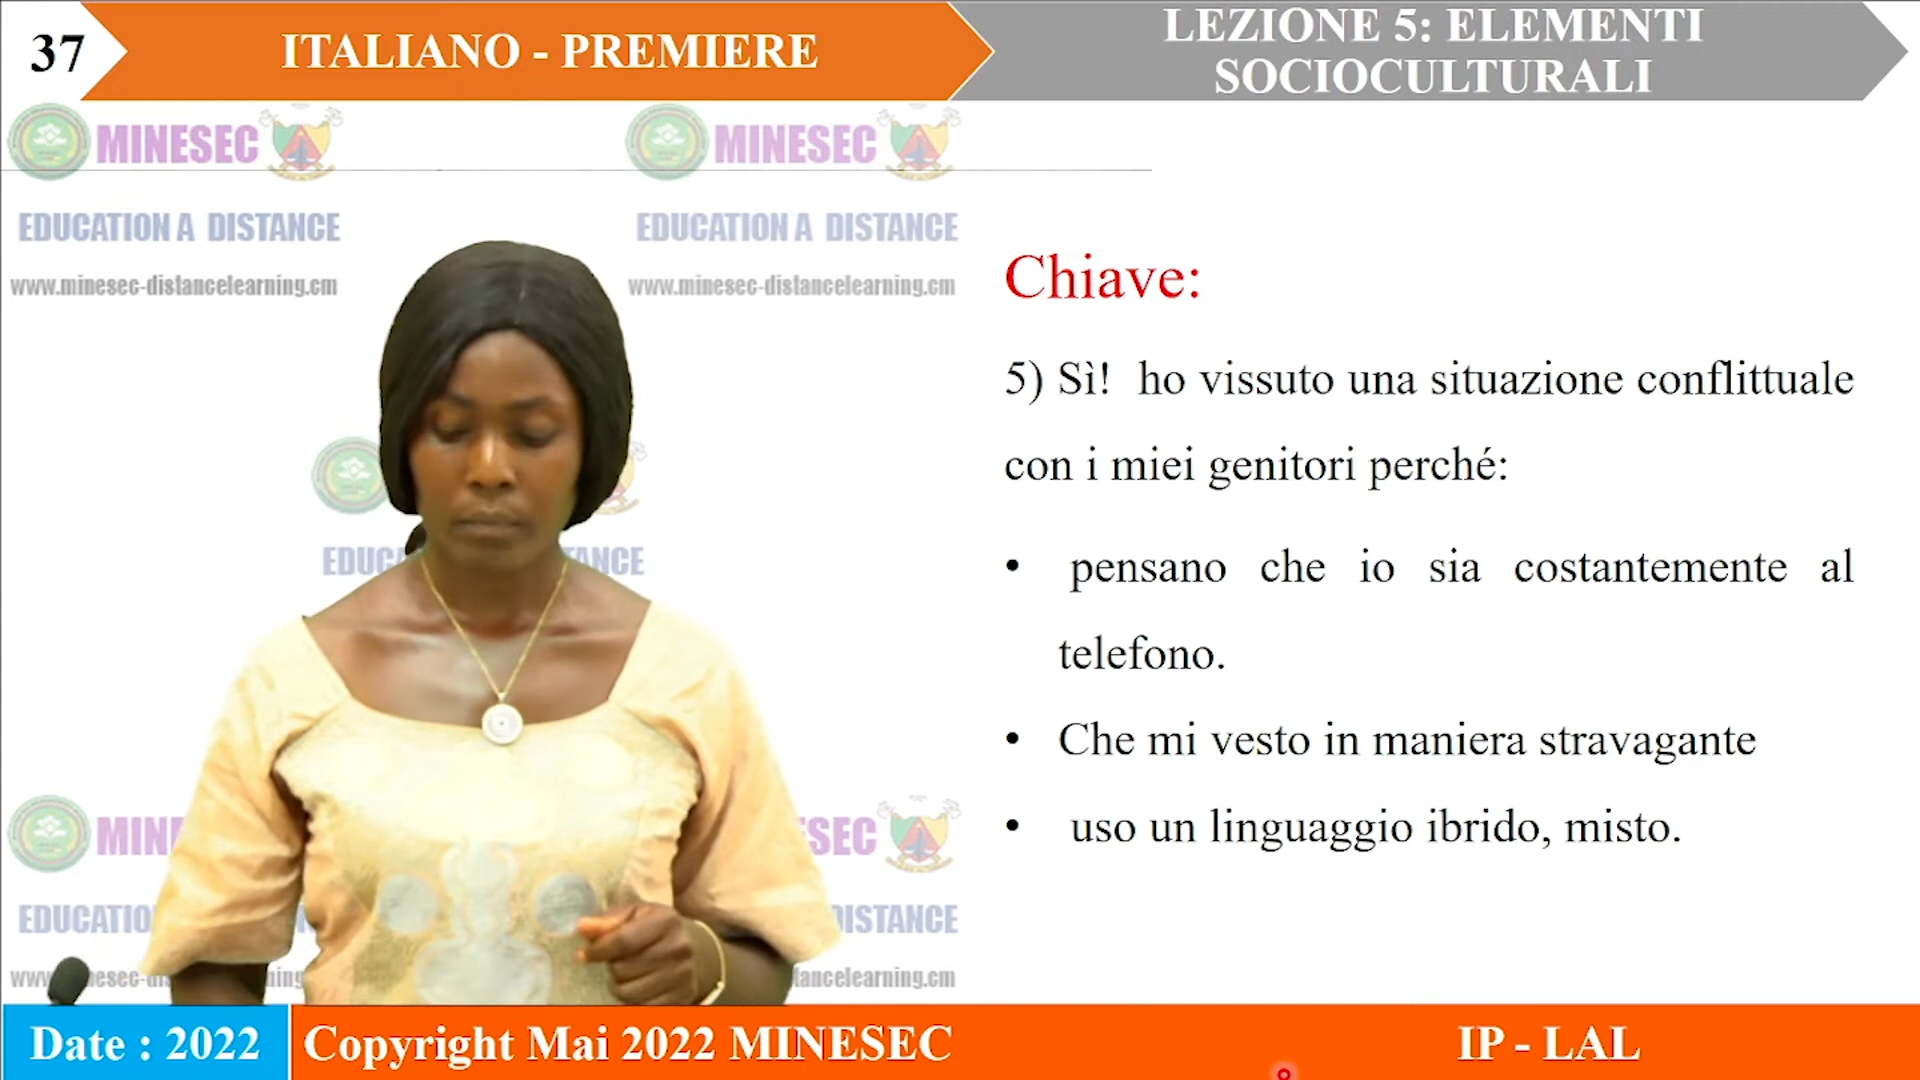 37
ITALIANO - PREMIERE
LEZIONE 5: ELEMENTI
SOCIOCULTURALI
MINESEC
MINESEC
EDUCATION A DISTANCE
EDUCATION A DISTANCE
www.minesec-distancelearning.cm
www.minesec-distancelearning.cm
Chiave:
5) Sì! ho vissuto una situazione conflittuale
con i miei genitori perché:
• pensano che io sia costantemente al
telefono.
• Che mi vesto in maniera stravagante
• uso un linguaggio ibrido, misto.
Date : 2022
Copyright Mai 2022 MINESEC
IP - LAL